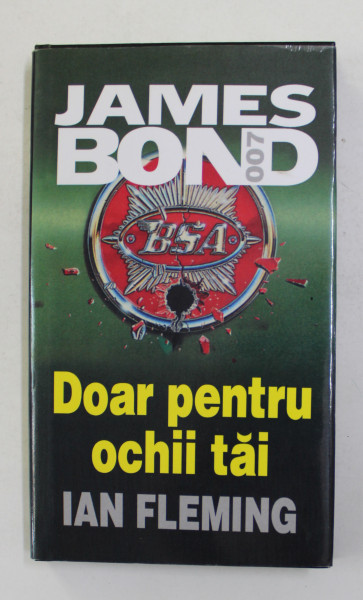 JAMES
BOND
007
BSA
Doar pentru
ochii tăi
IAN FLEMING